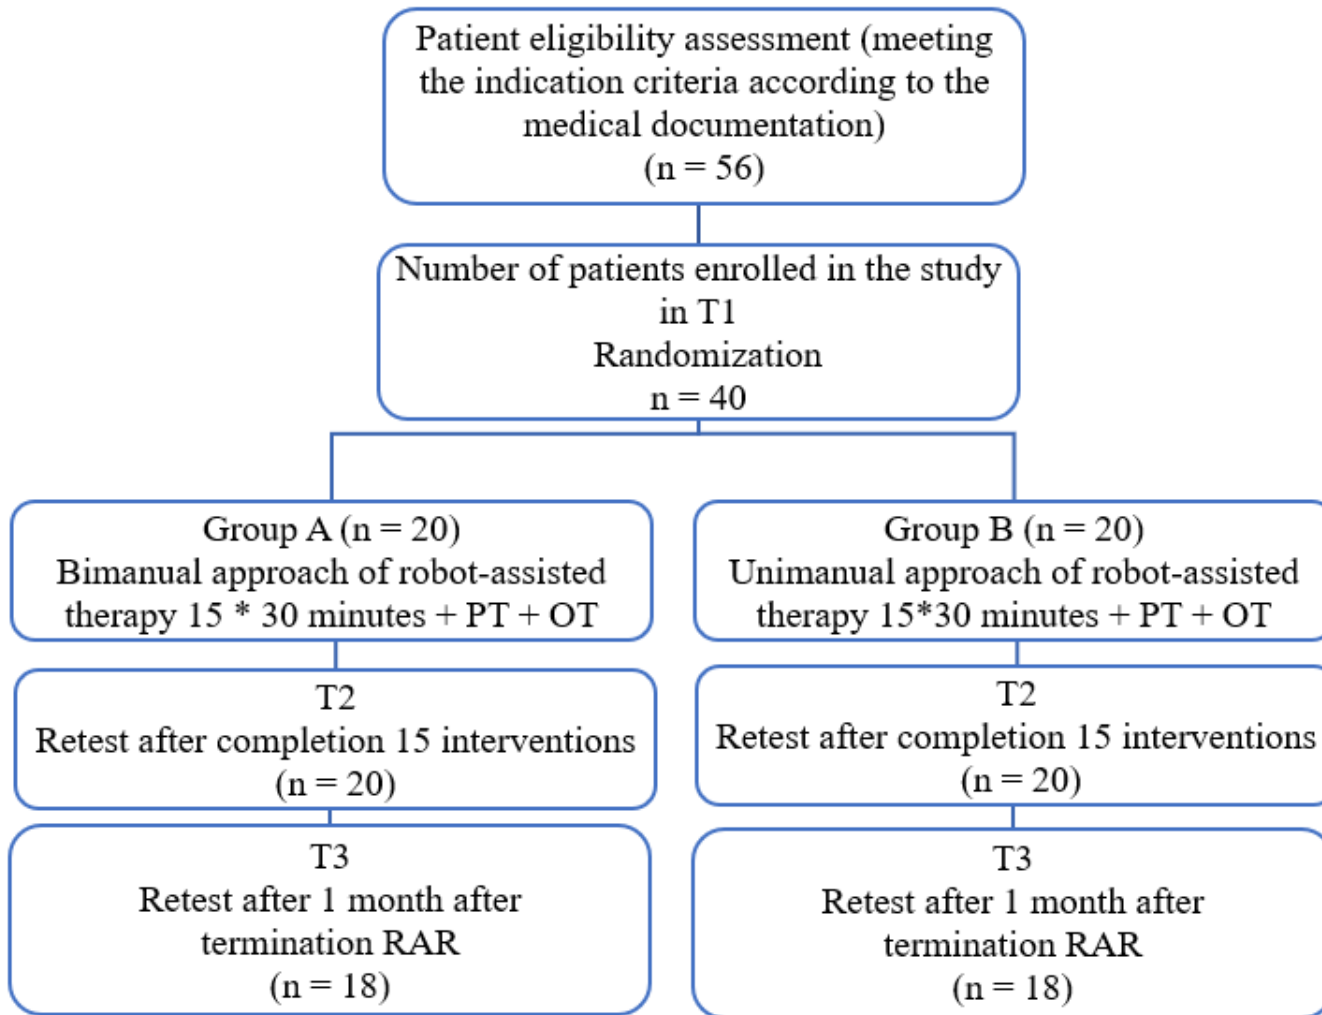 Patient eligibility assessment (meeting
the indication criteria according to the
medical documentation)
(n = 56)
Number of patients enrolled in the study
in T1
Randomization
n = 40
Group A (n = 20)
Bimanual approach of robot-assisted
therapy 15 * 30 minutes + PT + OT
Group B (n = 20)
Unimanual approach of robot-assisted
therapy 15*30 minutes + PT + OT
T2
Retest after completion 15 interventions
(n = 20)
T2
Retest after completion 15 interventions
(n = 20)
T3
Retest after 1 month after
termination RAR
(n = 18)
T3
Retest after 1 month after
termination RAR
(n = 18)